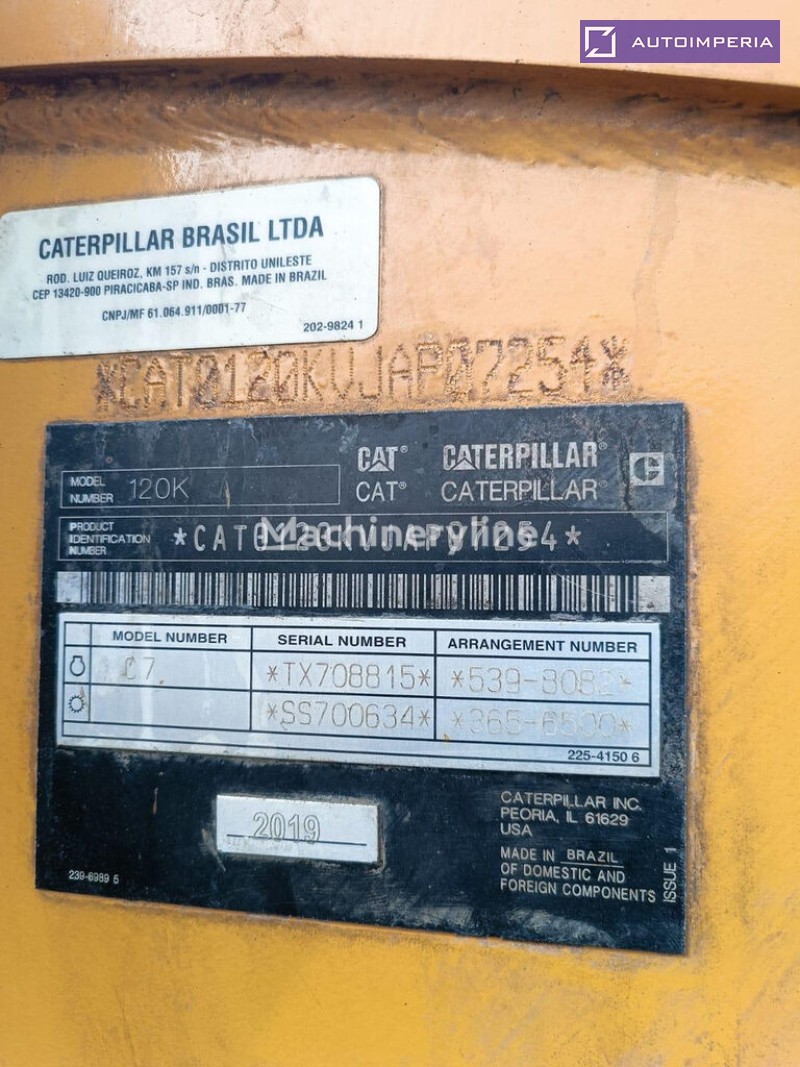 AUTOIMPERIA
CATERPILLAR BRASIL LTDA
ROD. LUIZ QUEIROZ, KM 157 s/n - DISTRITO UNILESTE
CEP 13420-900 PIRACICABA-SP IND. BRAS. MADE IN BRAZIL
CNPJ/MF 61.064.911/0001-77
202-9824 1
*CAT0120KVJAP07254*
CAT® CATERPILLAR®
CAT® CATERPILLAR®
MODEL NUMBER 120K
PRODUCT IDENTIFICATION NUMBER *CAT0120KVJAP07254*
Machineryline
MODEL NUMBER SERIAL NUMBER ARRANGEMENT NUMBER
C7 *TX708815* *539-8082*
*SS700634* *365-6500*
225-4150 6
2019
CATERPILLAR INC.
PEORIA, IL 61629
USA
MADE IN BRAZIL
OF DOMESTIC AND
FOREIGN COMPONENTS
ISSUE 1
239-6989 5